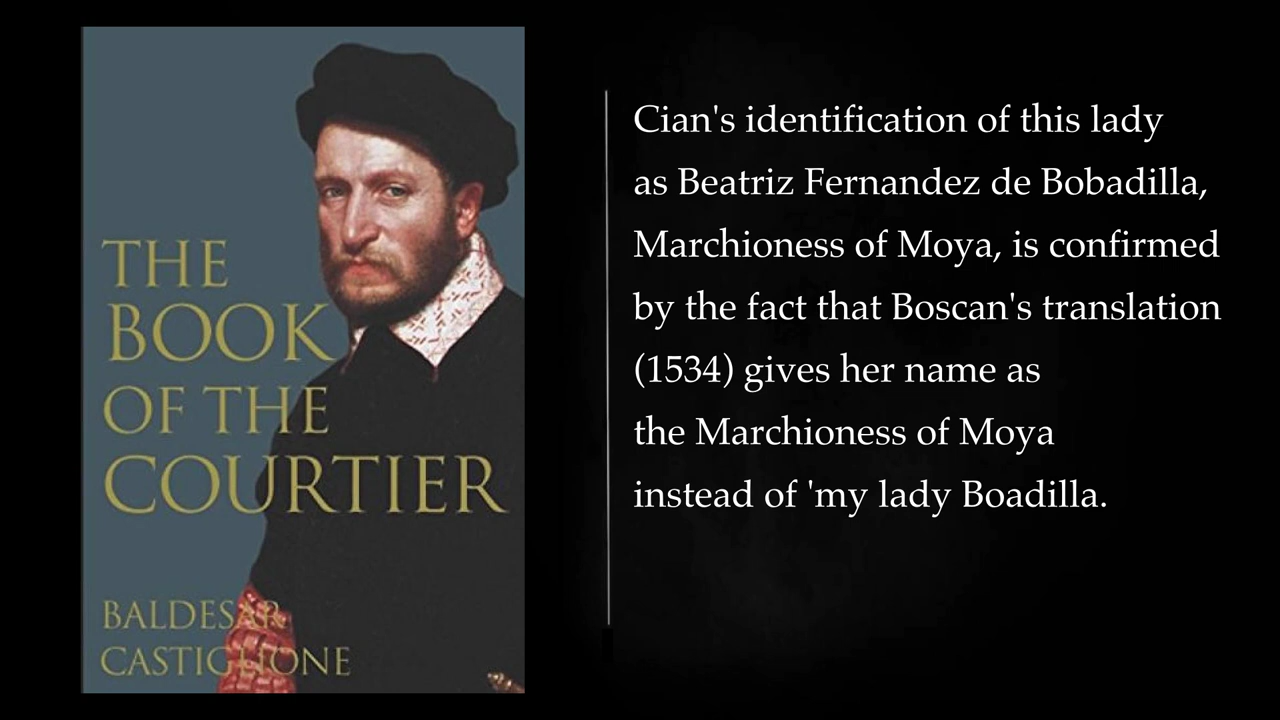 THE
BOOK
OF THE
COURTIER
BALDESAR
CASTIGLIONE
Cian's identification of this lady
as Beatriz Fernandez de Bobadilla,
Marchioness of Moya, is confirmed
by the fact that Boscan's translation
(1534) gives her name as
the Marchioness of Moya
instead of 'my lady Boadilla.